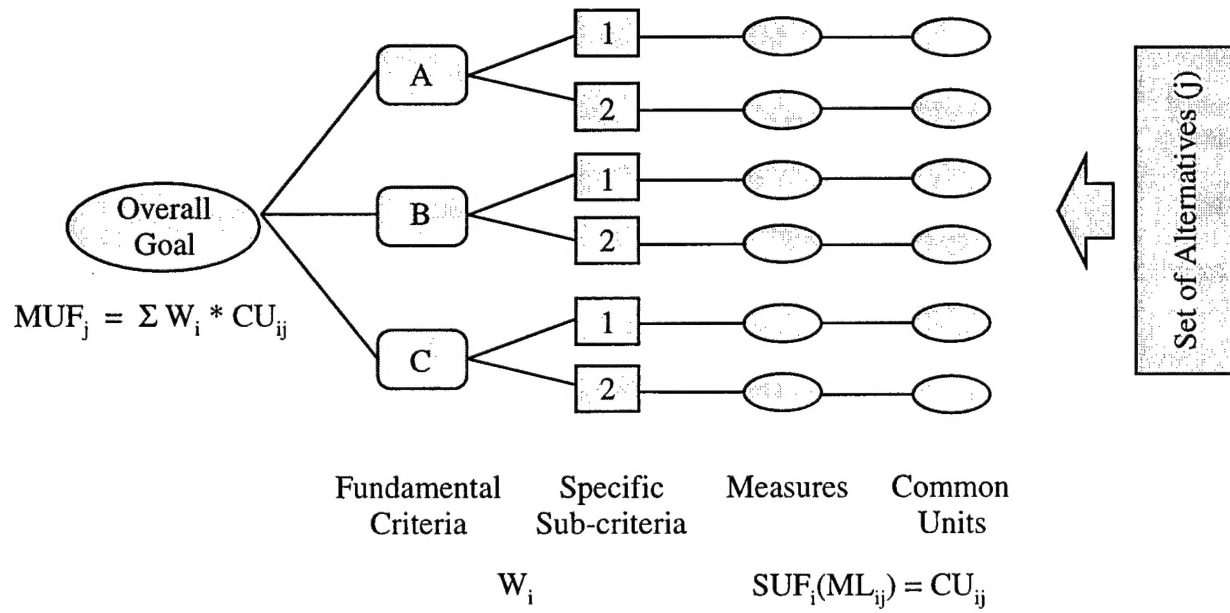 1
A
2
1
Overall
Goal
B
2
MUF_j = Σ W_i * CU_ij
1
C
2
Set of Alternatives (j)
Fundamental
Criteria
Specific
Sub-criteria
Measures
Common
Units
W_i
SUF_i(ML_ij) = CU_ij